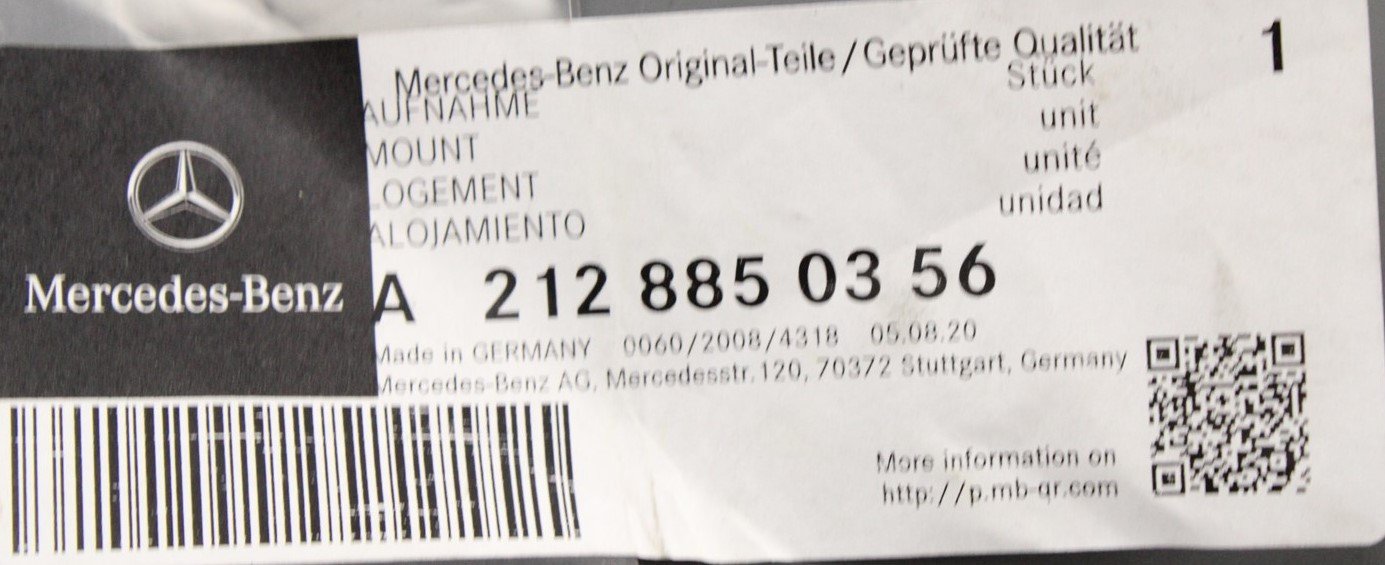 Mercedes-Benz Original-Teile / Geprüfte Qualität
1
AUFNAHME
Stück
MOUNT
unit
LOGEMENT
unité
ALOJAMIENTO
unidad
Mercedes-Benz
A 212 885 03 56
Made in GERMANY 0060/2008/4318 05.08.20
Mercedes-Benz AG, Mercedesstr.120, 70372 Stuttgart, Germany
More information on
http://p.mb-qr.com